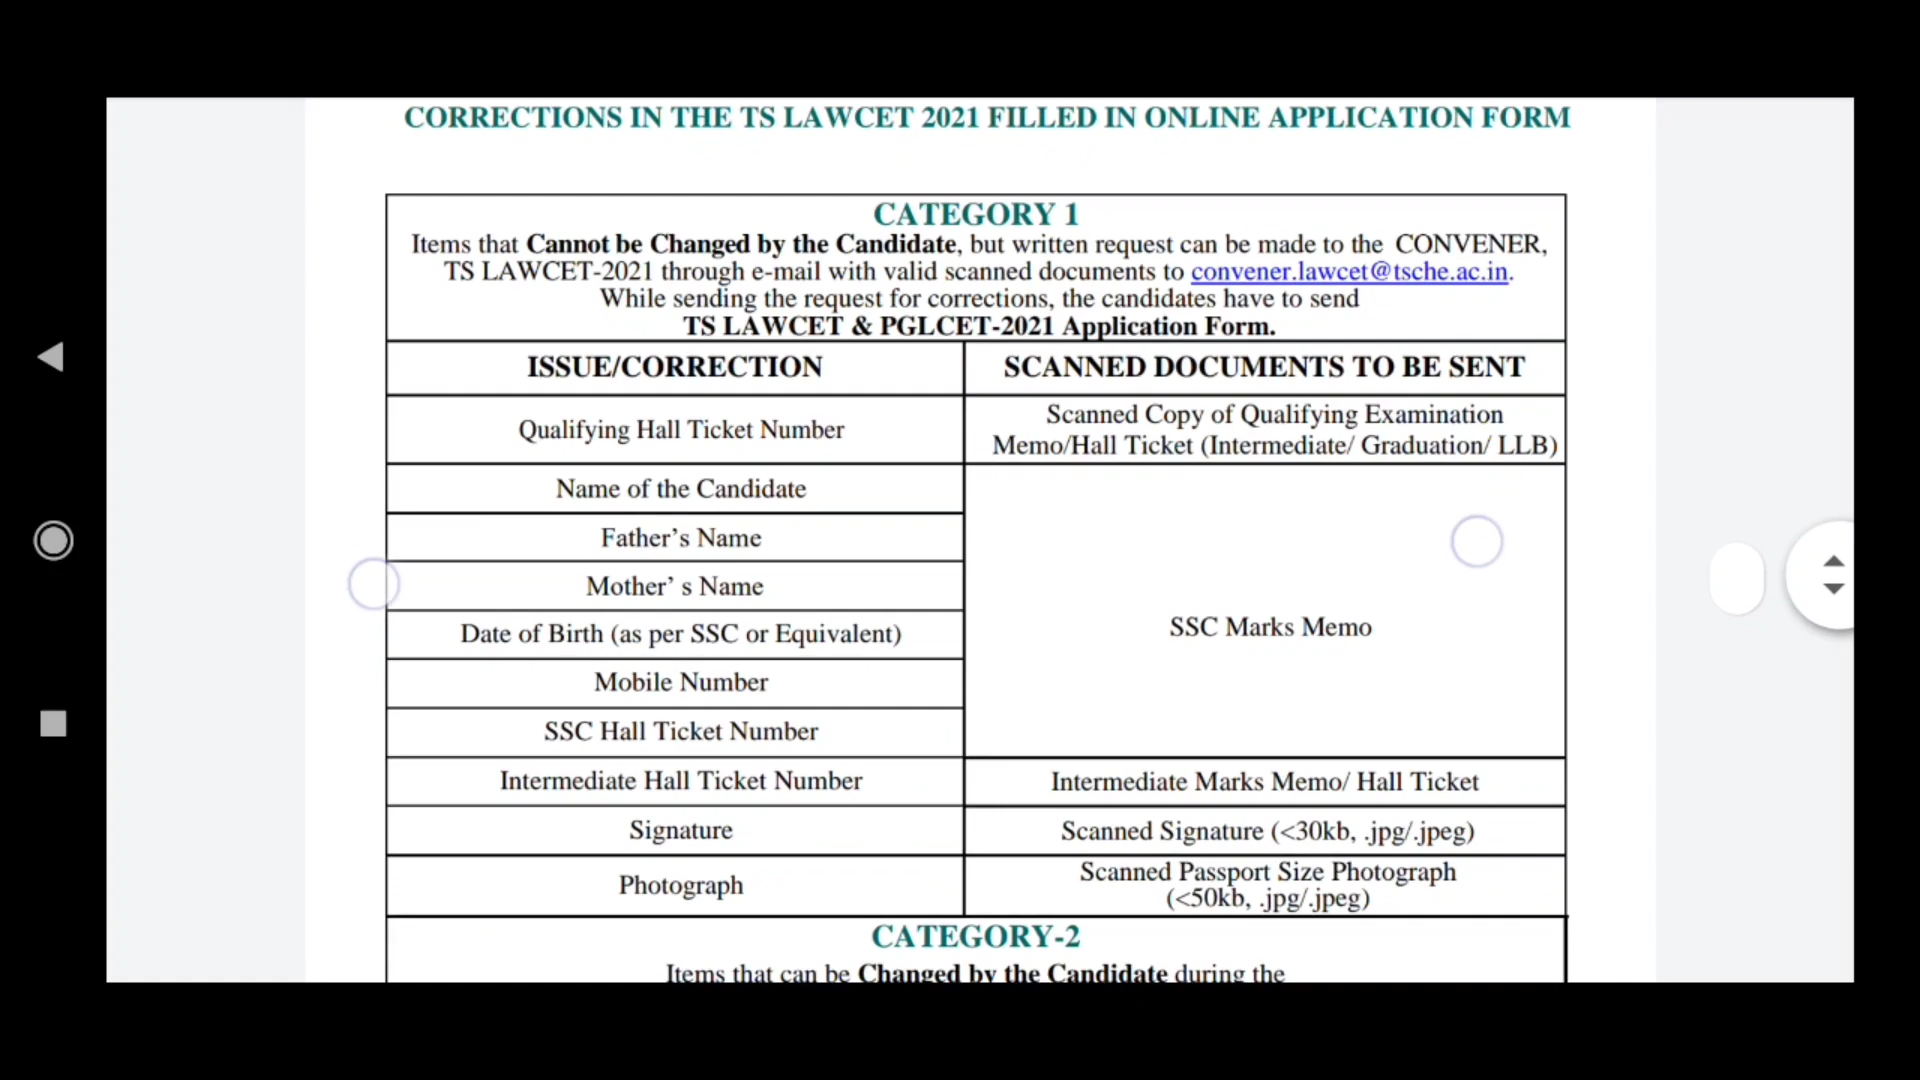 CORRECTIONS IN THE TS LAWCET 2021 FILLED IN ONLINE APPLICATION FORM
CATEGORY 1
Items that Cannot be Changed by the Candidate, but written request can be made to the CONVENER,
TS LAWCET-2021 through e-mail with valid scanned documents to convener.lawcet@tsche.ac.in.
While sending the request for corrections, the candidates have to send
TS LAWCET & PGLCET-2021 Application Form.
ISSUE/CORRECTION
SCANNED DOCUMENTS TO BE SENT
Qualifying Hall Ticket Number
Scanned Copy of Qualifying Examination
Memo/Hall Ticket (Intermediate/ Graduation/ LLB)
Name of the Candidate
Father’s Name
Mother’ s Name
Date of Birth (as per SSC or Equivalent)
Mobile Number
SSC Hall Ticket Number
SSC Marks Memo
Intermediate Hall Ticket Number
Intermediate Marks Memo/ Hall Ticket
Signature
Scanned Signature (<30kb, .jpg/.jpeg)
Photograph
Scanned Passport Size Photograph
(<50kb, .jpg/.jpeg)
CATEGORY-2
Items that can be Changed by the Candidate during the